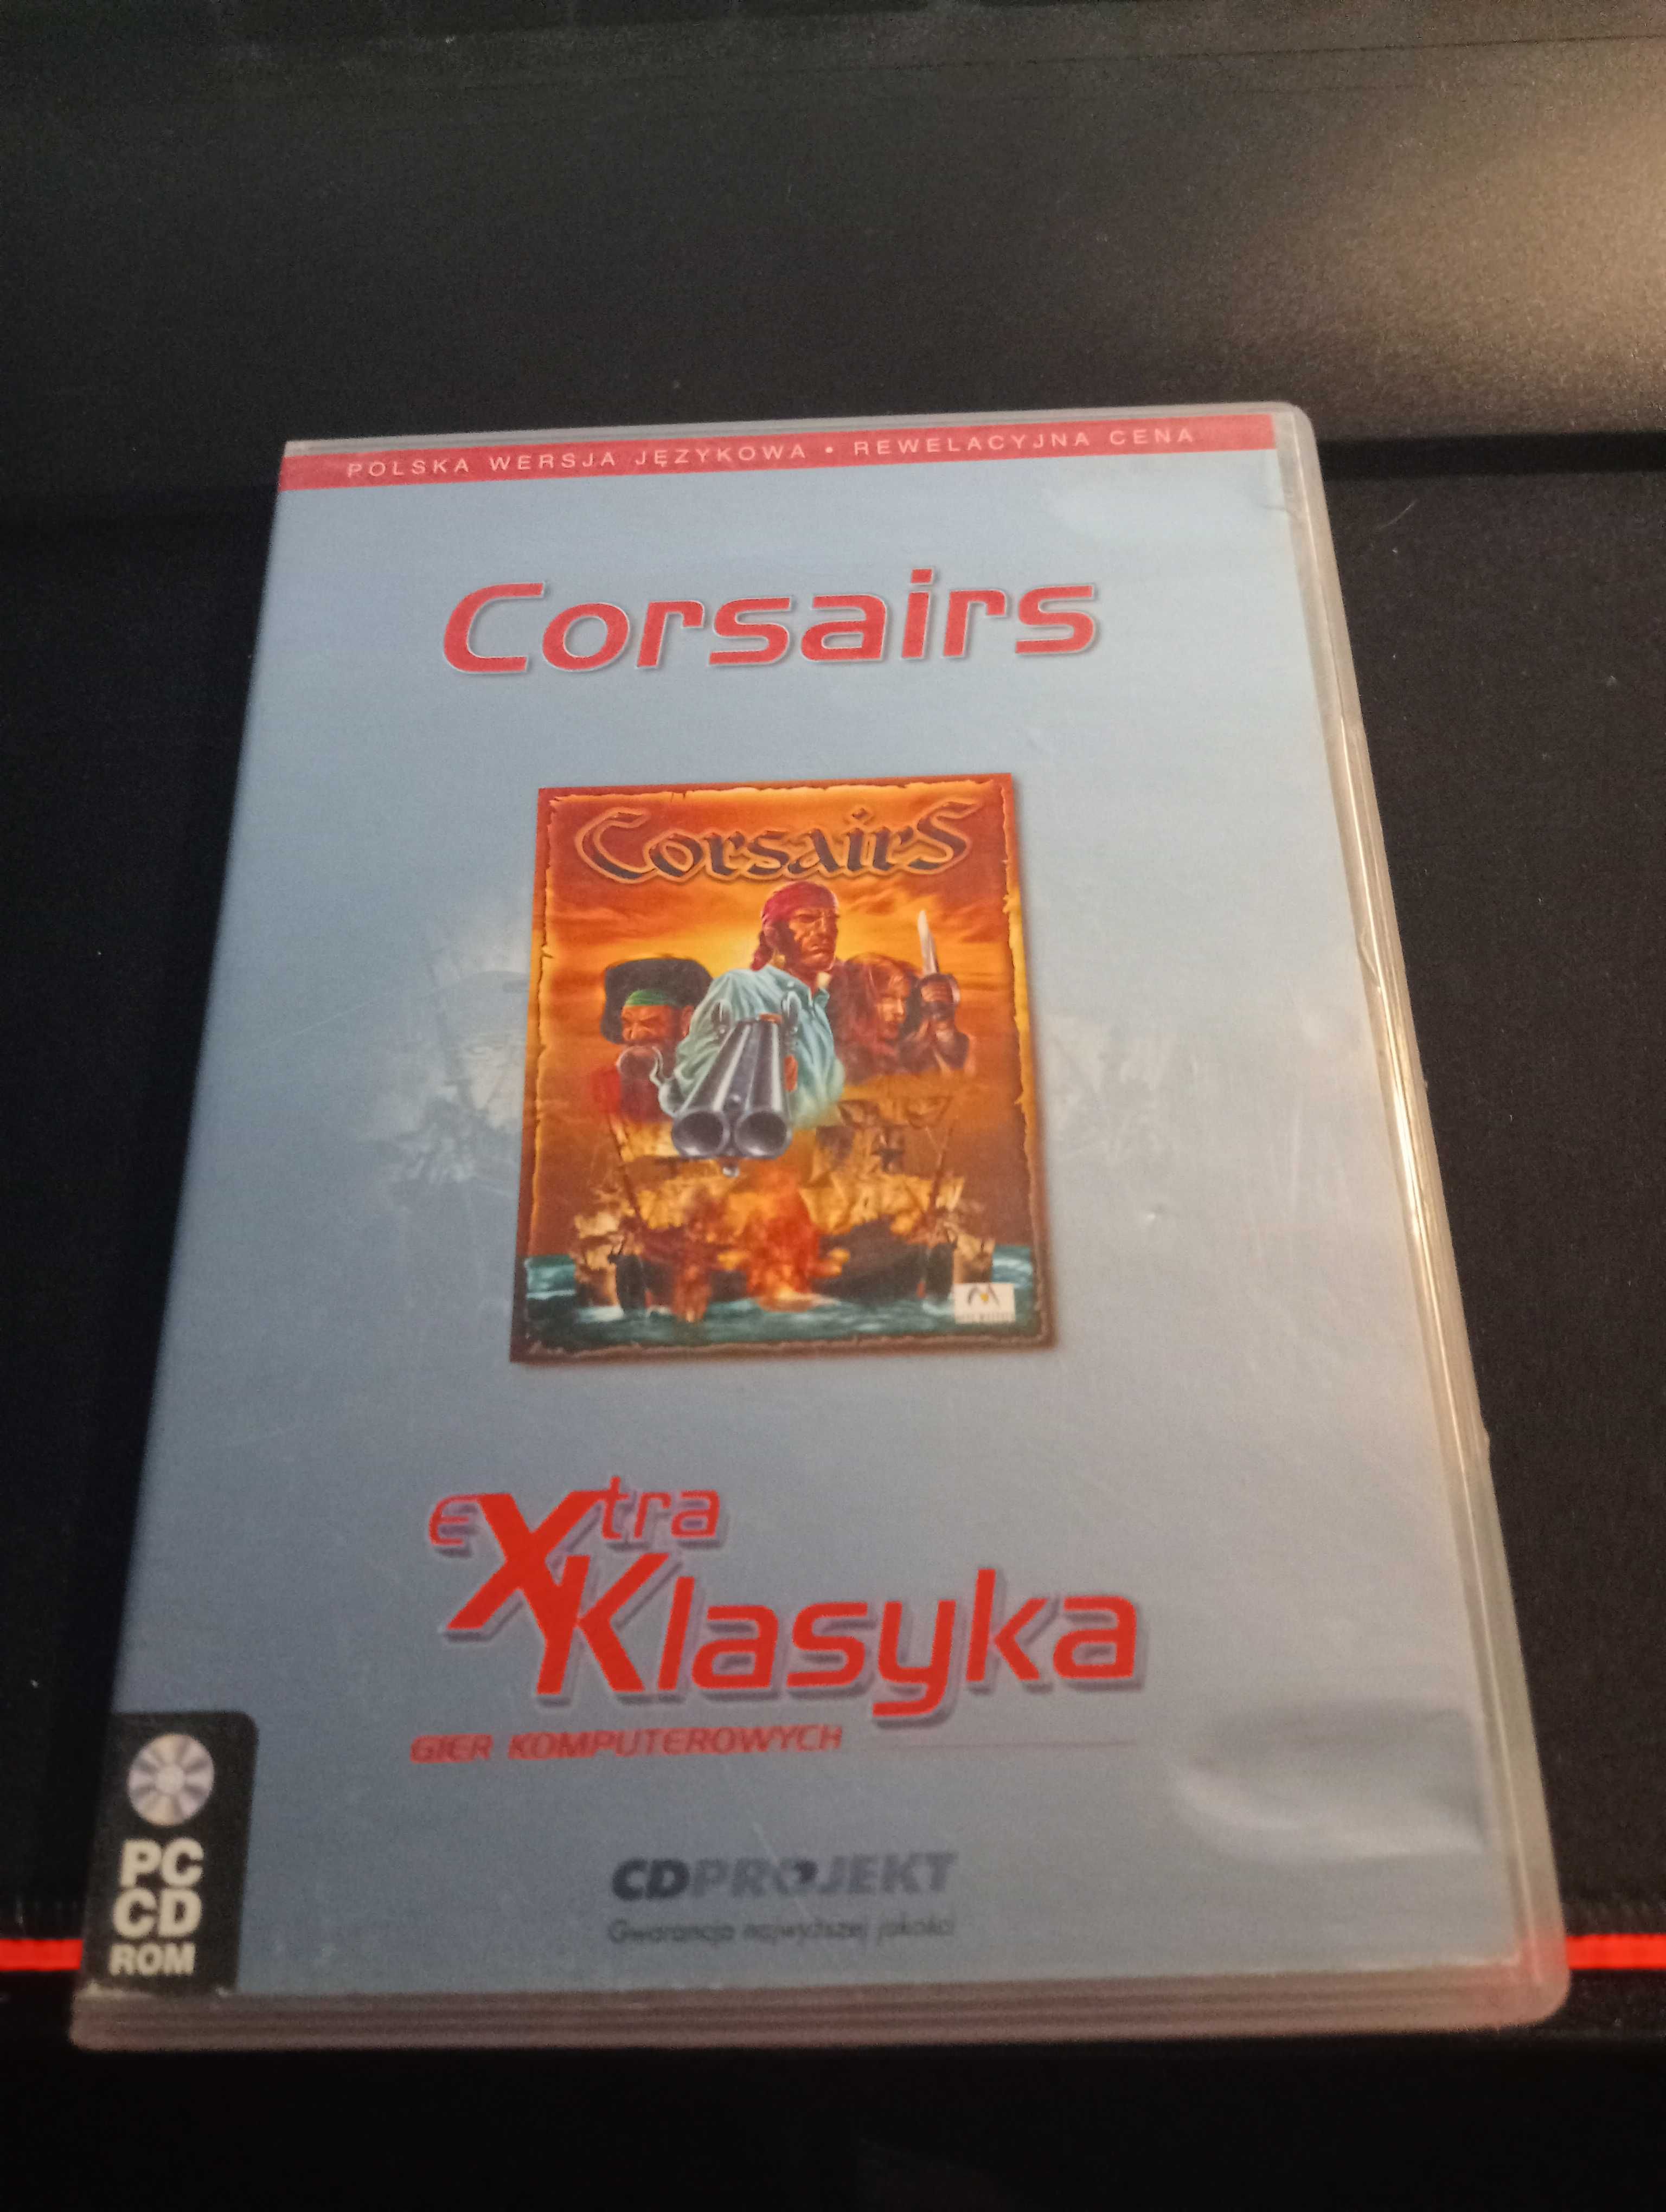 POLSKA WERSJA JĘZYKOWA • REWELACYJNA CENA
Corsairs
Corsairs
extra
Klasyka
GIER KOMPUTEROWYCH
PC
CD
ROM
CDPROJEKT
Gwarancja najwyższej jakości